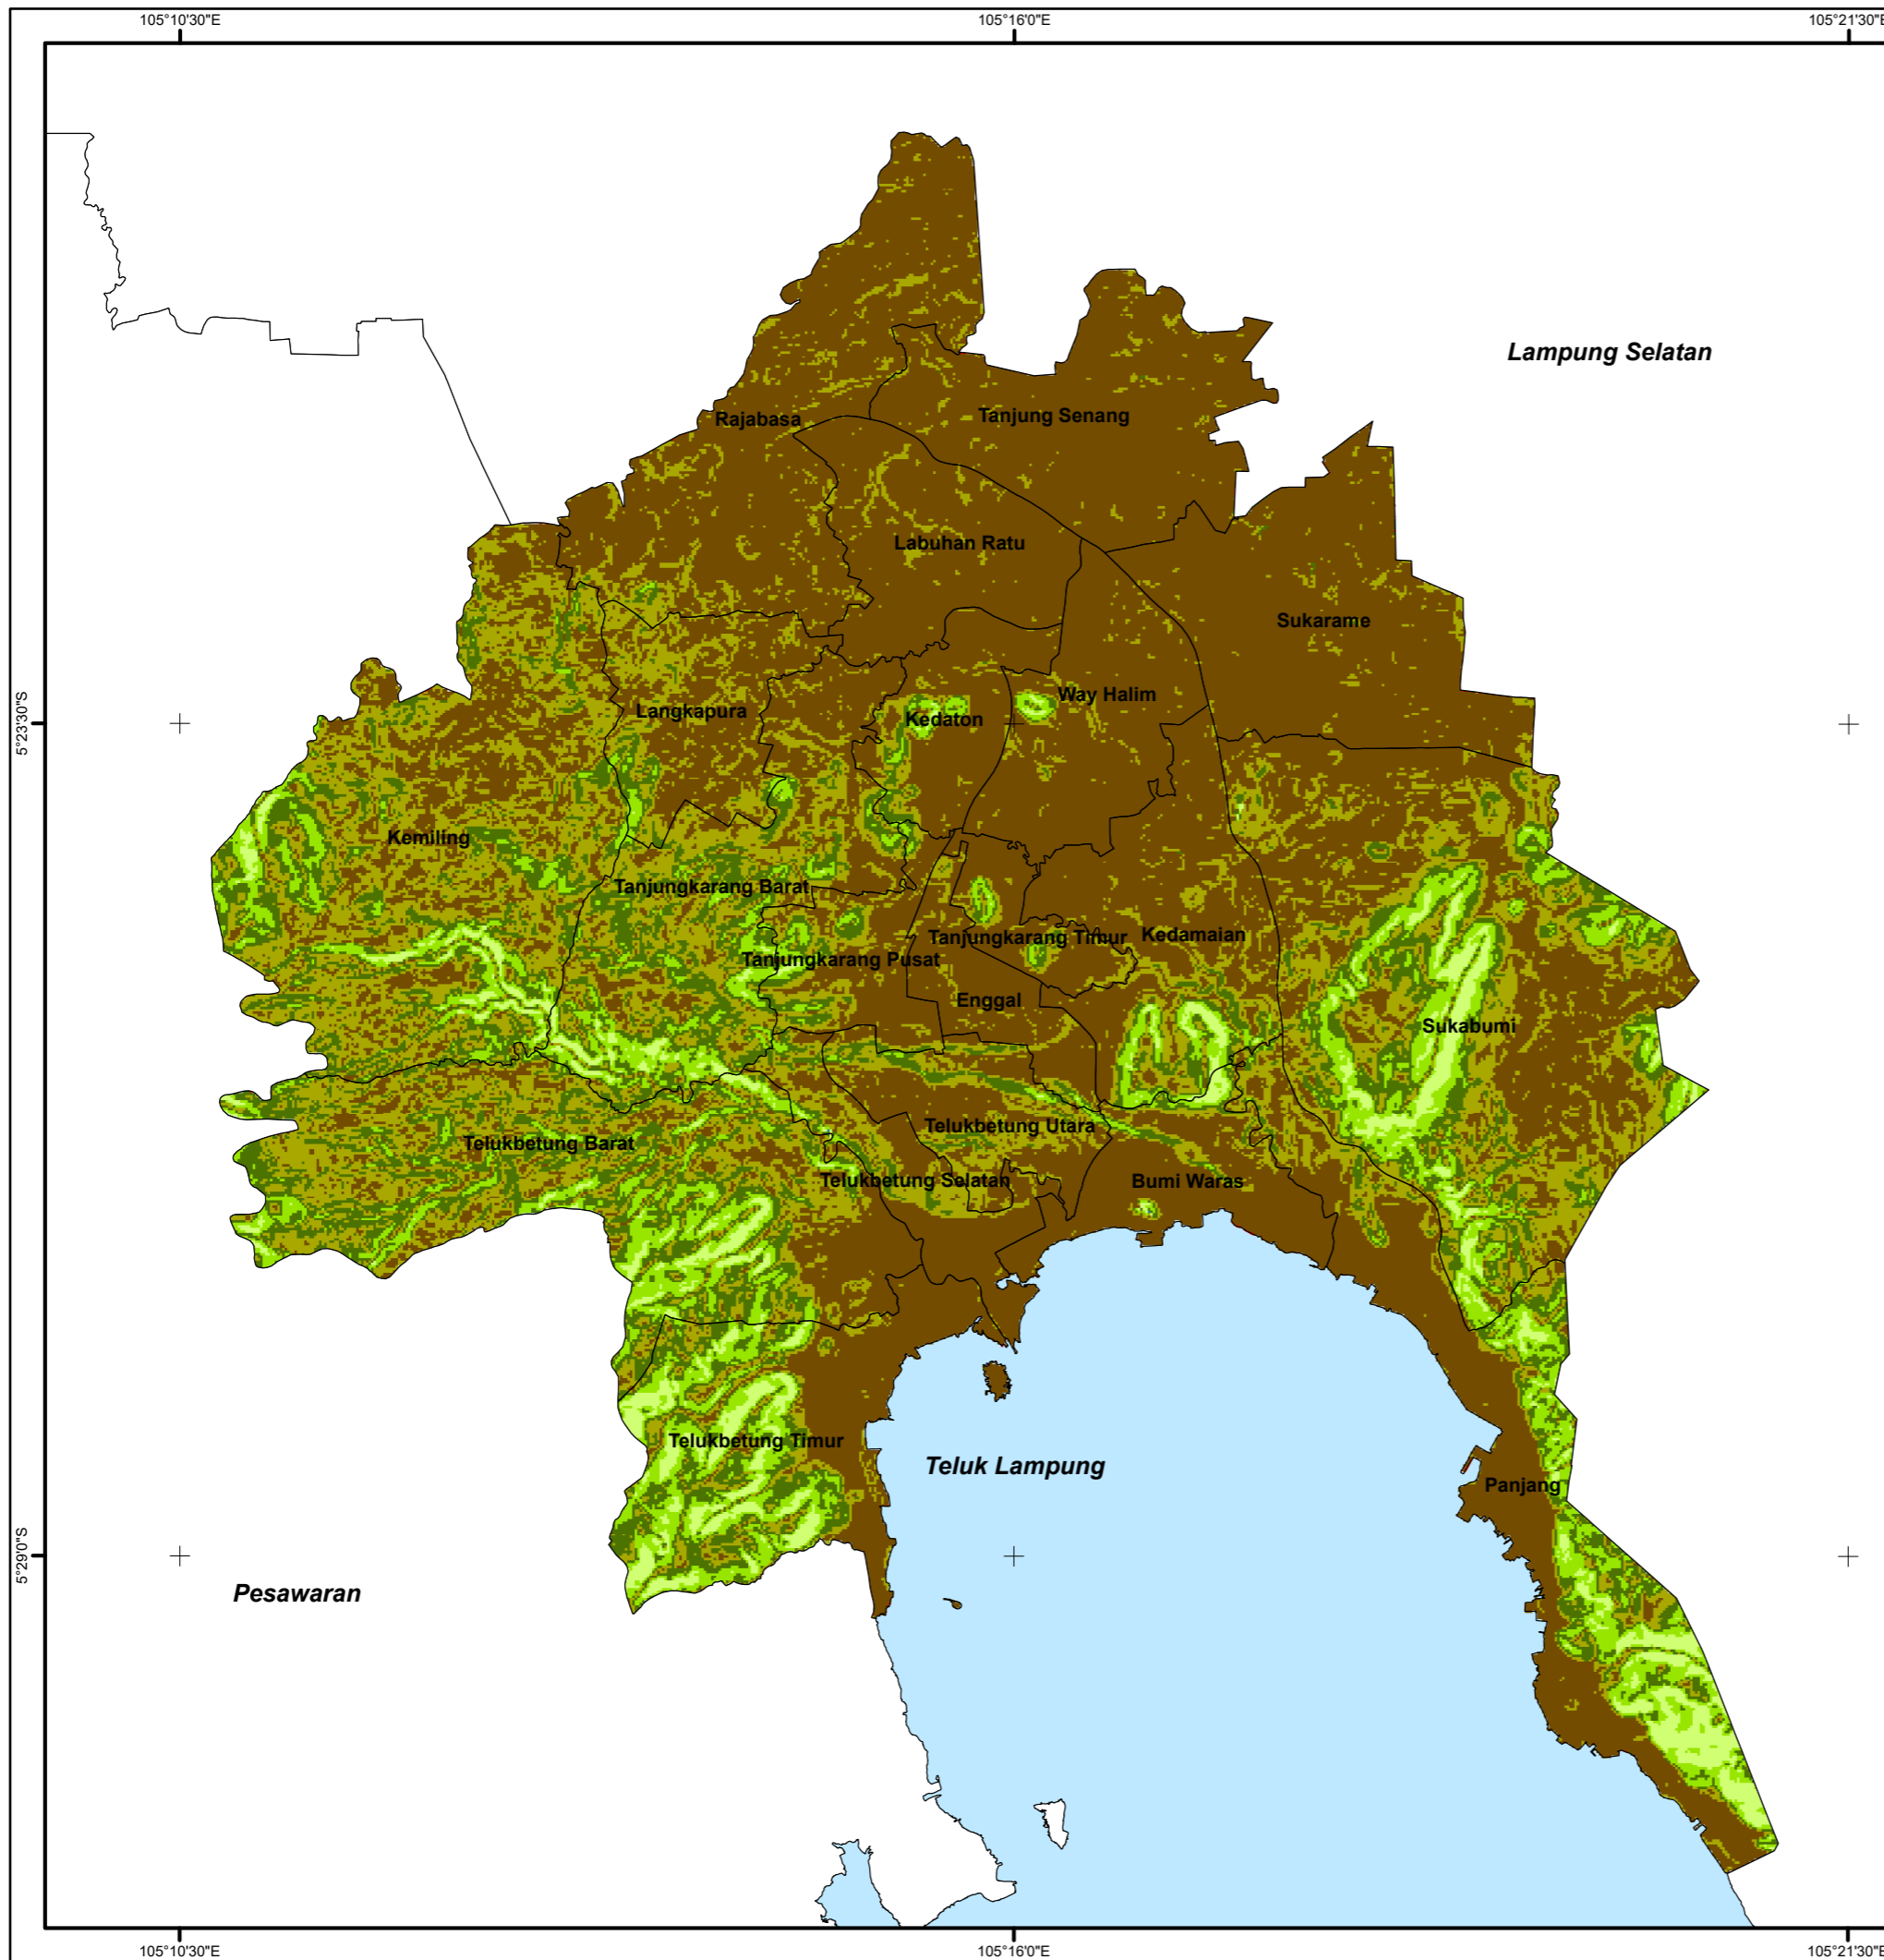 105°10'30"E
105°16'0"E
105°21'30"E
Lampung Selatan
Rajabasa
Tanjung Senang
Labuhan Ratu
Sukarame
5°23'30"S
Langkapura
Kedaton
Way Halim
Kemiling
Tanjungkarang Barat
Tanjungkarang Timur
Kedamaian
Tanjungkarang Pusat
Enggal
Sukabumi
Telukbetung Barat
Telukbetung Utara
Telukbetung Selatan
Bumi Waras
Telukbetung Timur
Teluk Lampung
Panjang
5°29'0"S
Pesawaran
105°10'30"E
105°16'0"E
105°21'30"E